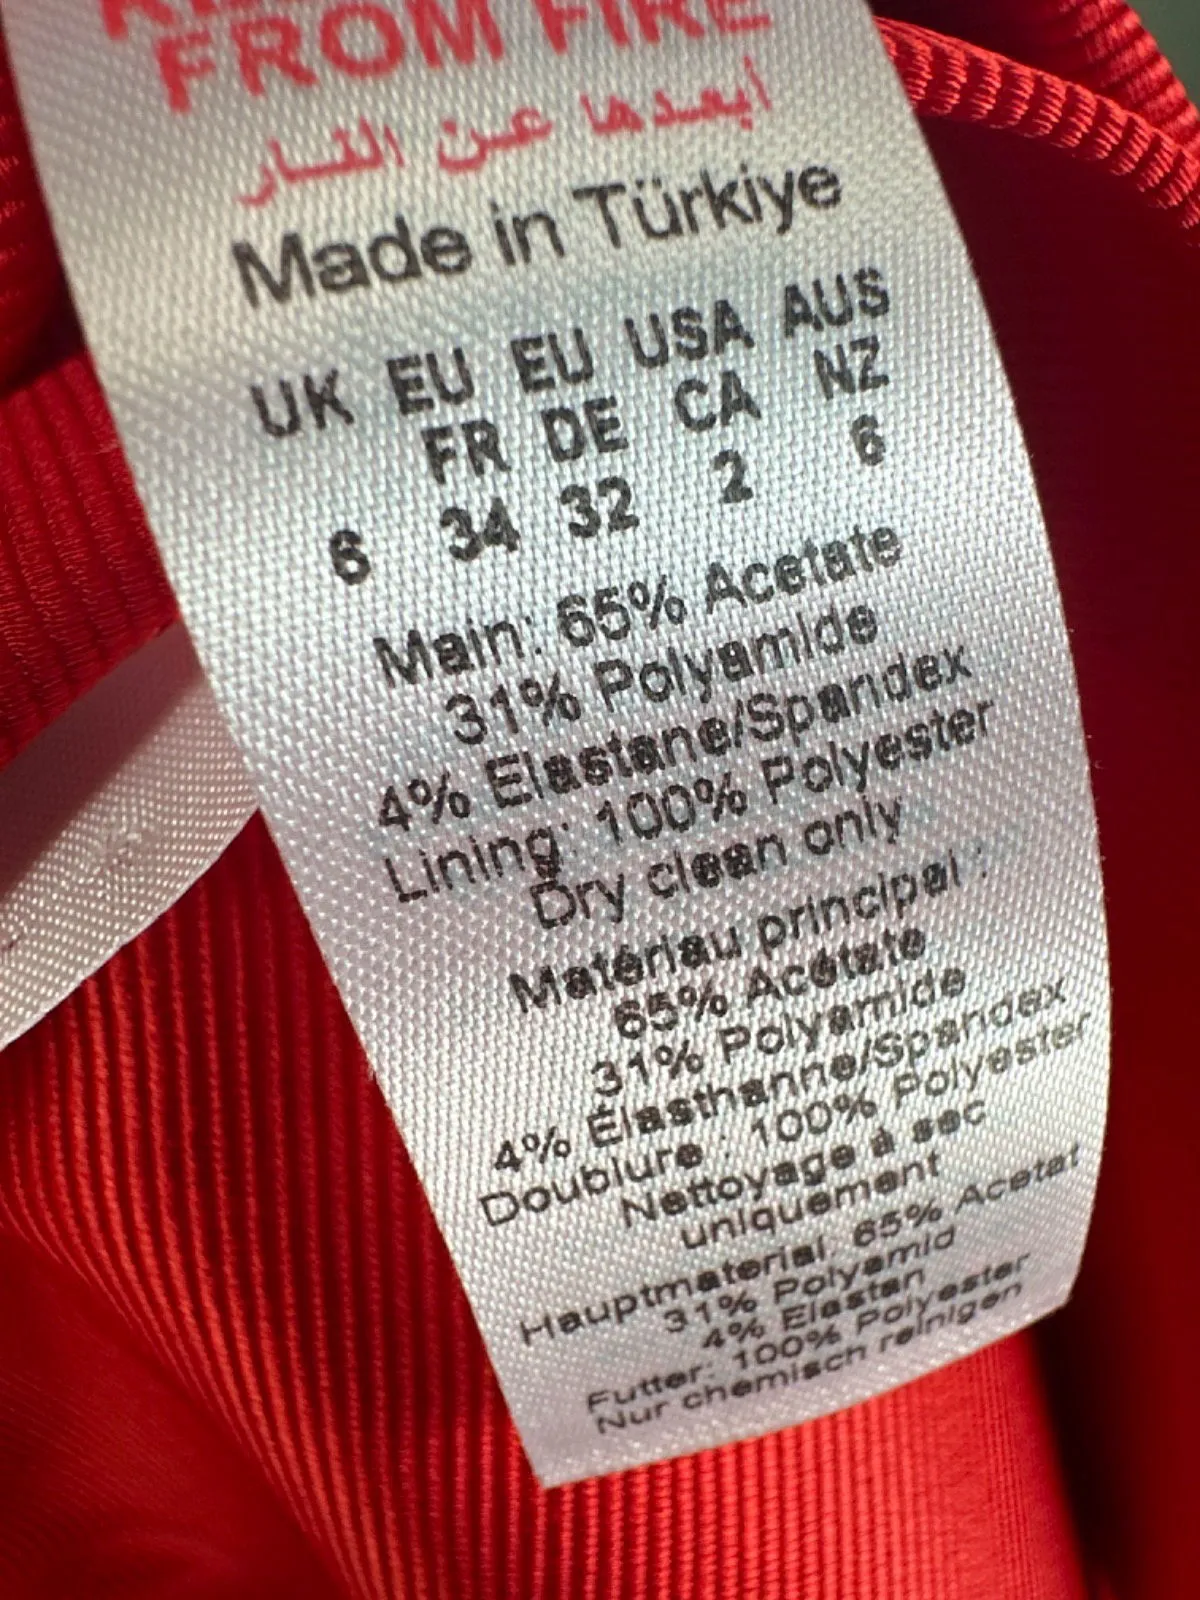 FROM FIRE
أبعدها عن النار
Made in Türkiye
UK EU EU USA AUS
FR DE CA NZ
6 34 32 2 6
Main: 65% Acetate
31% Polyamide
4% Elastane/Spandex
Lining: 100% Polyester
Dry clean only
Matériau principal :
65% Acétate
31% Polyamide
4% Élasthanne/Spandex
Doublure : 100% Polyester
Nettoyage à sec
uniquement
Hauptmaterial: 65% Acetat
31% Polyamid
4% Elastan
Futter: 100% Polyester
Nur chemisch reinigen